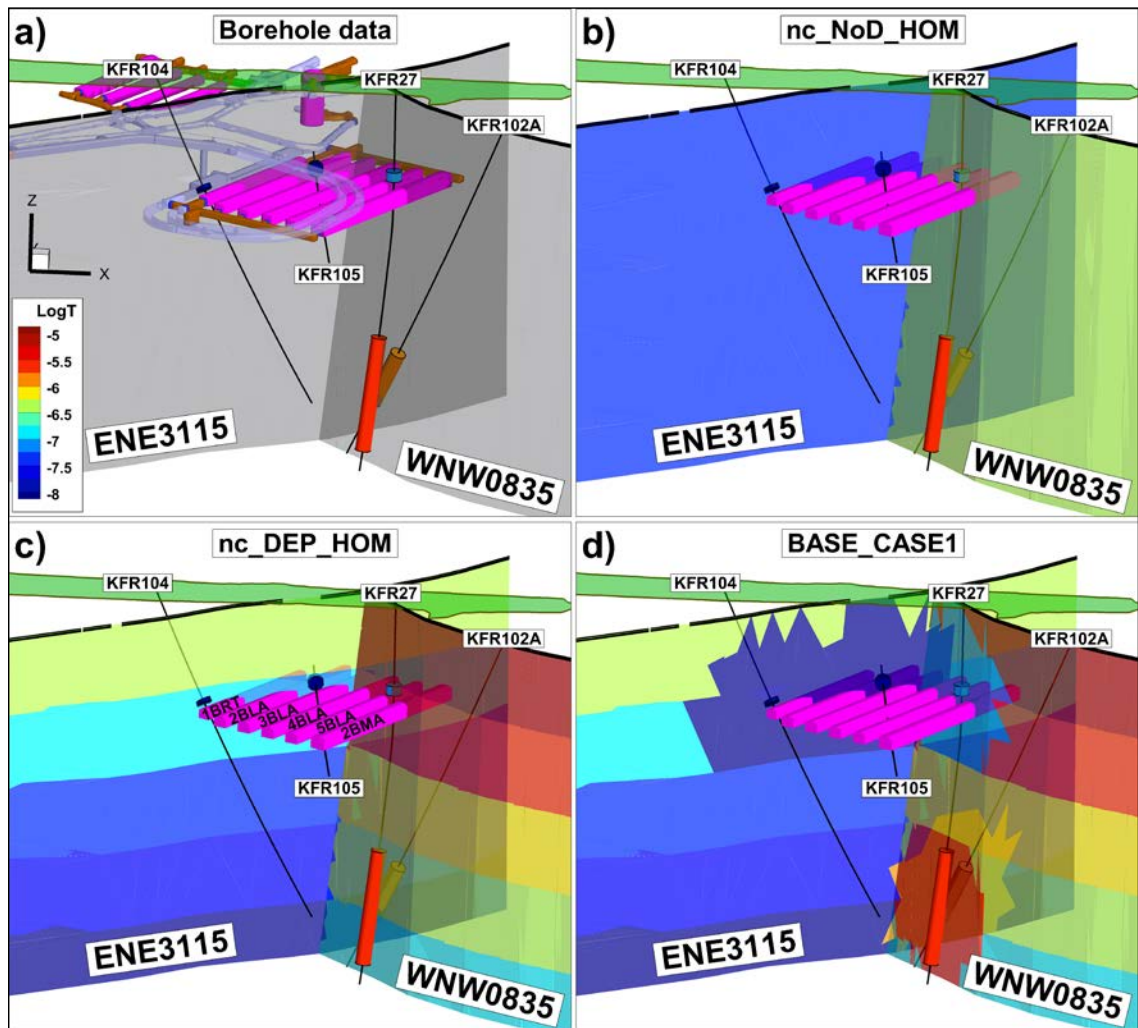 a)
Borehole data
KFR104
KFR27
KFR102A
Z
X
KFR105
LogT
-5
-5.5
-6
-6.5
-7
-7.5
-8
ENE3115
WNW0835
b)
nc_NoD_HOM
KFR104
KFR27
KFR102A
KFR105
ENE3115
WNW0835
c)
nc_DEP_HOM
KFR104
KFR27
KFR102A
1BRT
2BLA
3BLA
4BLA
5BLA
2BMA
KFR105
ENE3115
WNW0835
d)
BASE_CASE1
KFR104
KFR27
KFR102A
KFR105
ENE3115
WNW0835